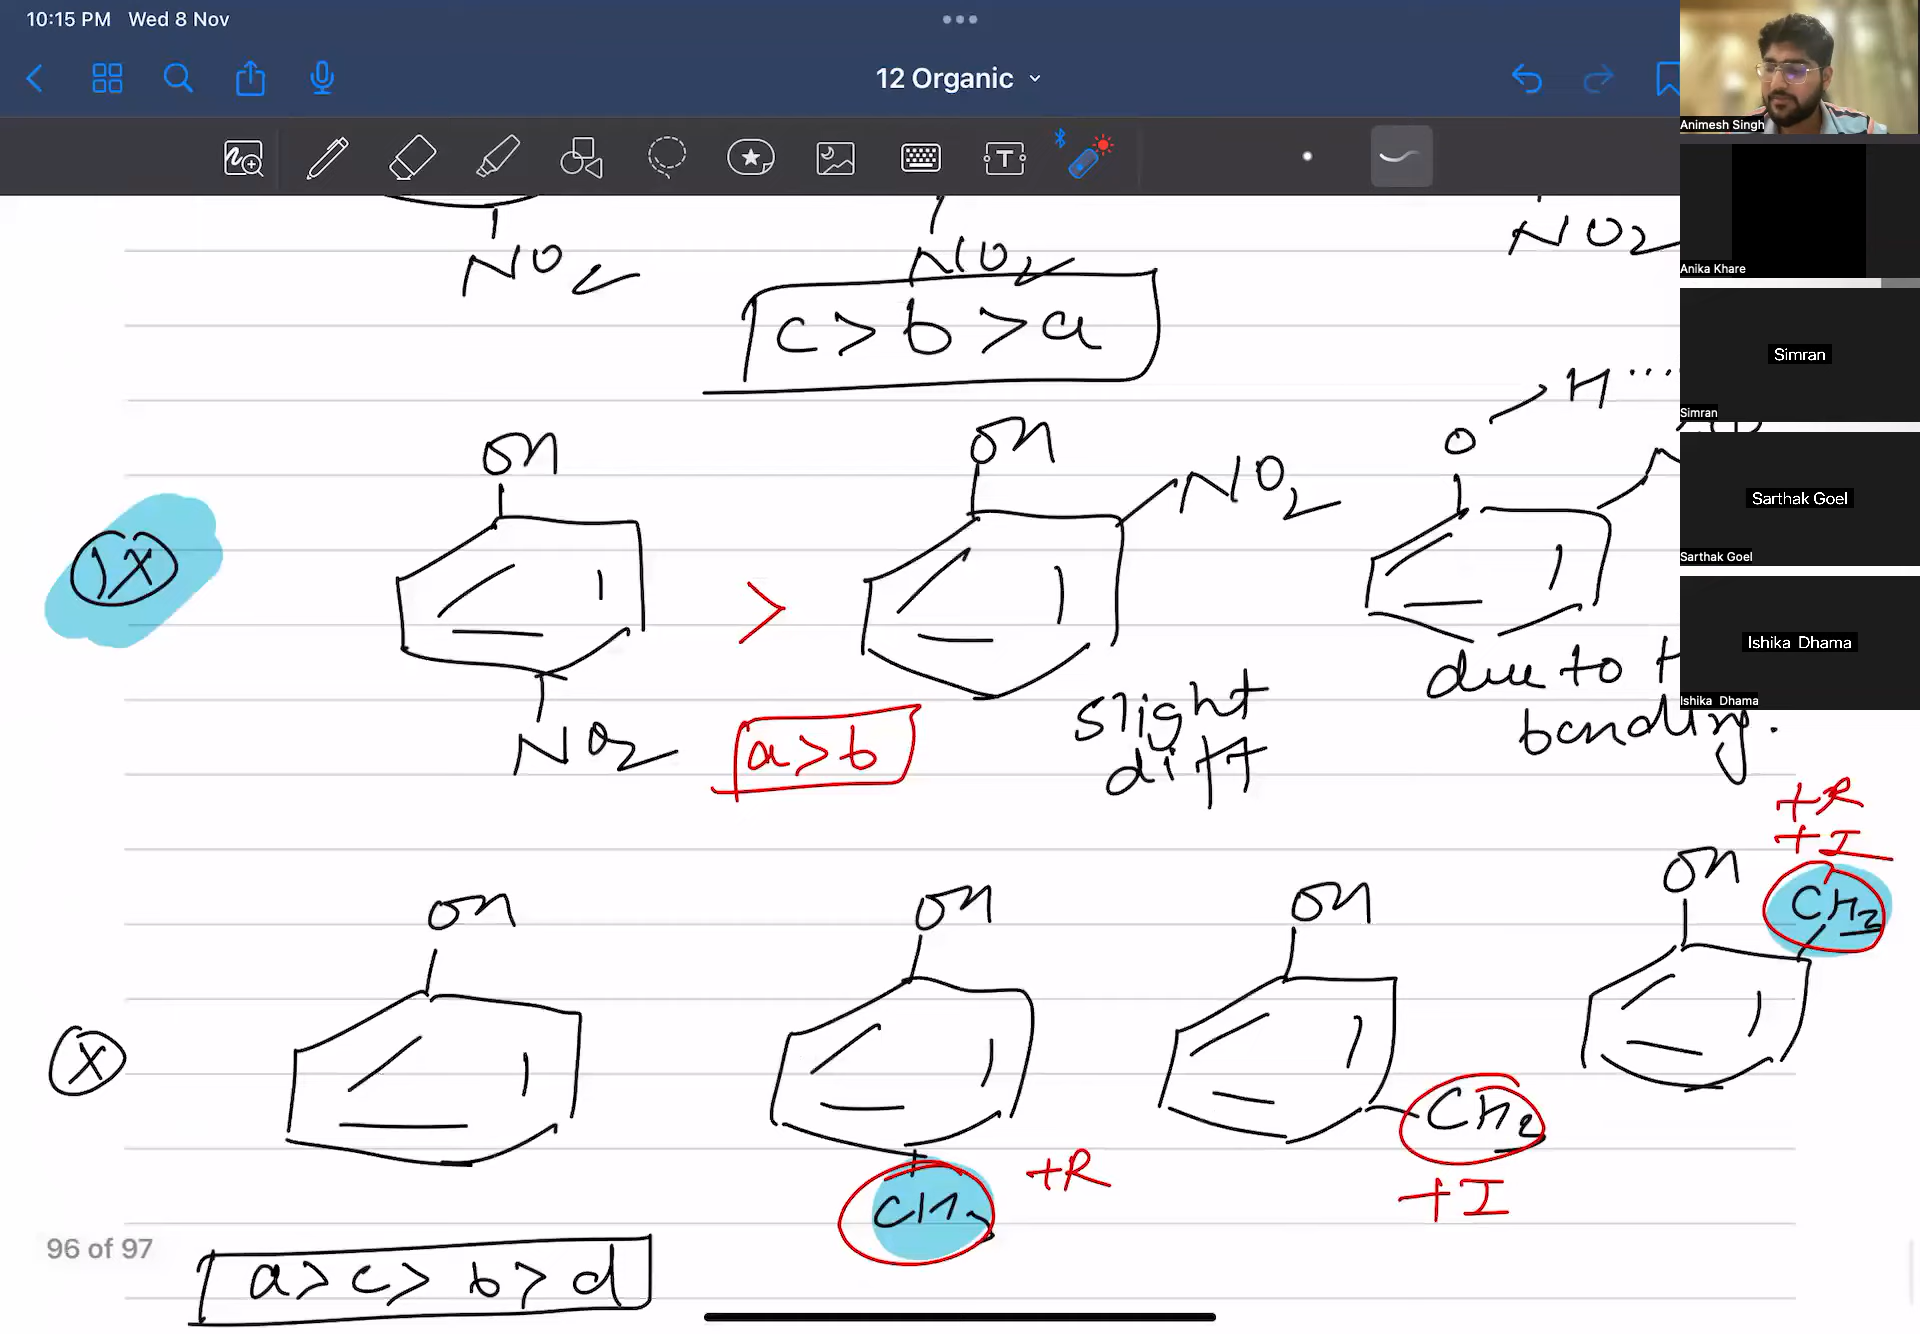 10:15 PM Wed 8 Nov
12 Organic
Animesh Singh
Anika Khare
Simran
Simran
Sarthak Goel
Sarthak Goel
Ishika Dhama
Ishika Dhama
NO2
NO2
NO2
c > b > a
IX
OH
OH
NO2
O
H
>
NO2
a > b
slight
diff
due to H
bonding.
X
OH
OH
CH3
+R
OH
CH3
+I
+R
+I
OH
CH3
96 of 97
a > c > b > d